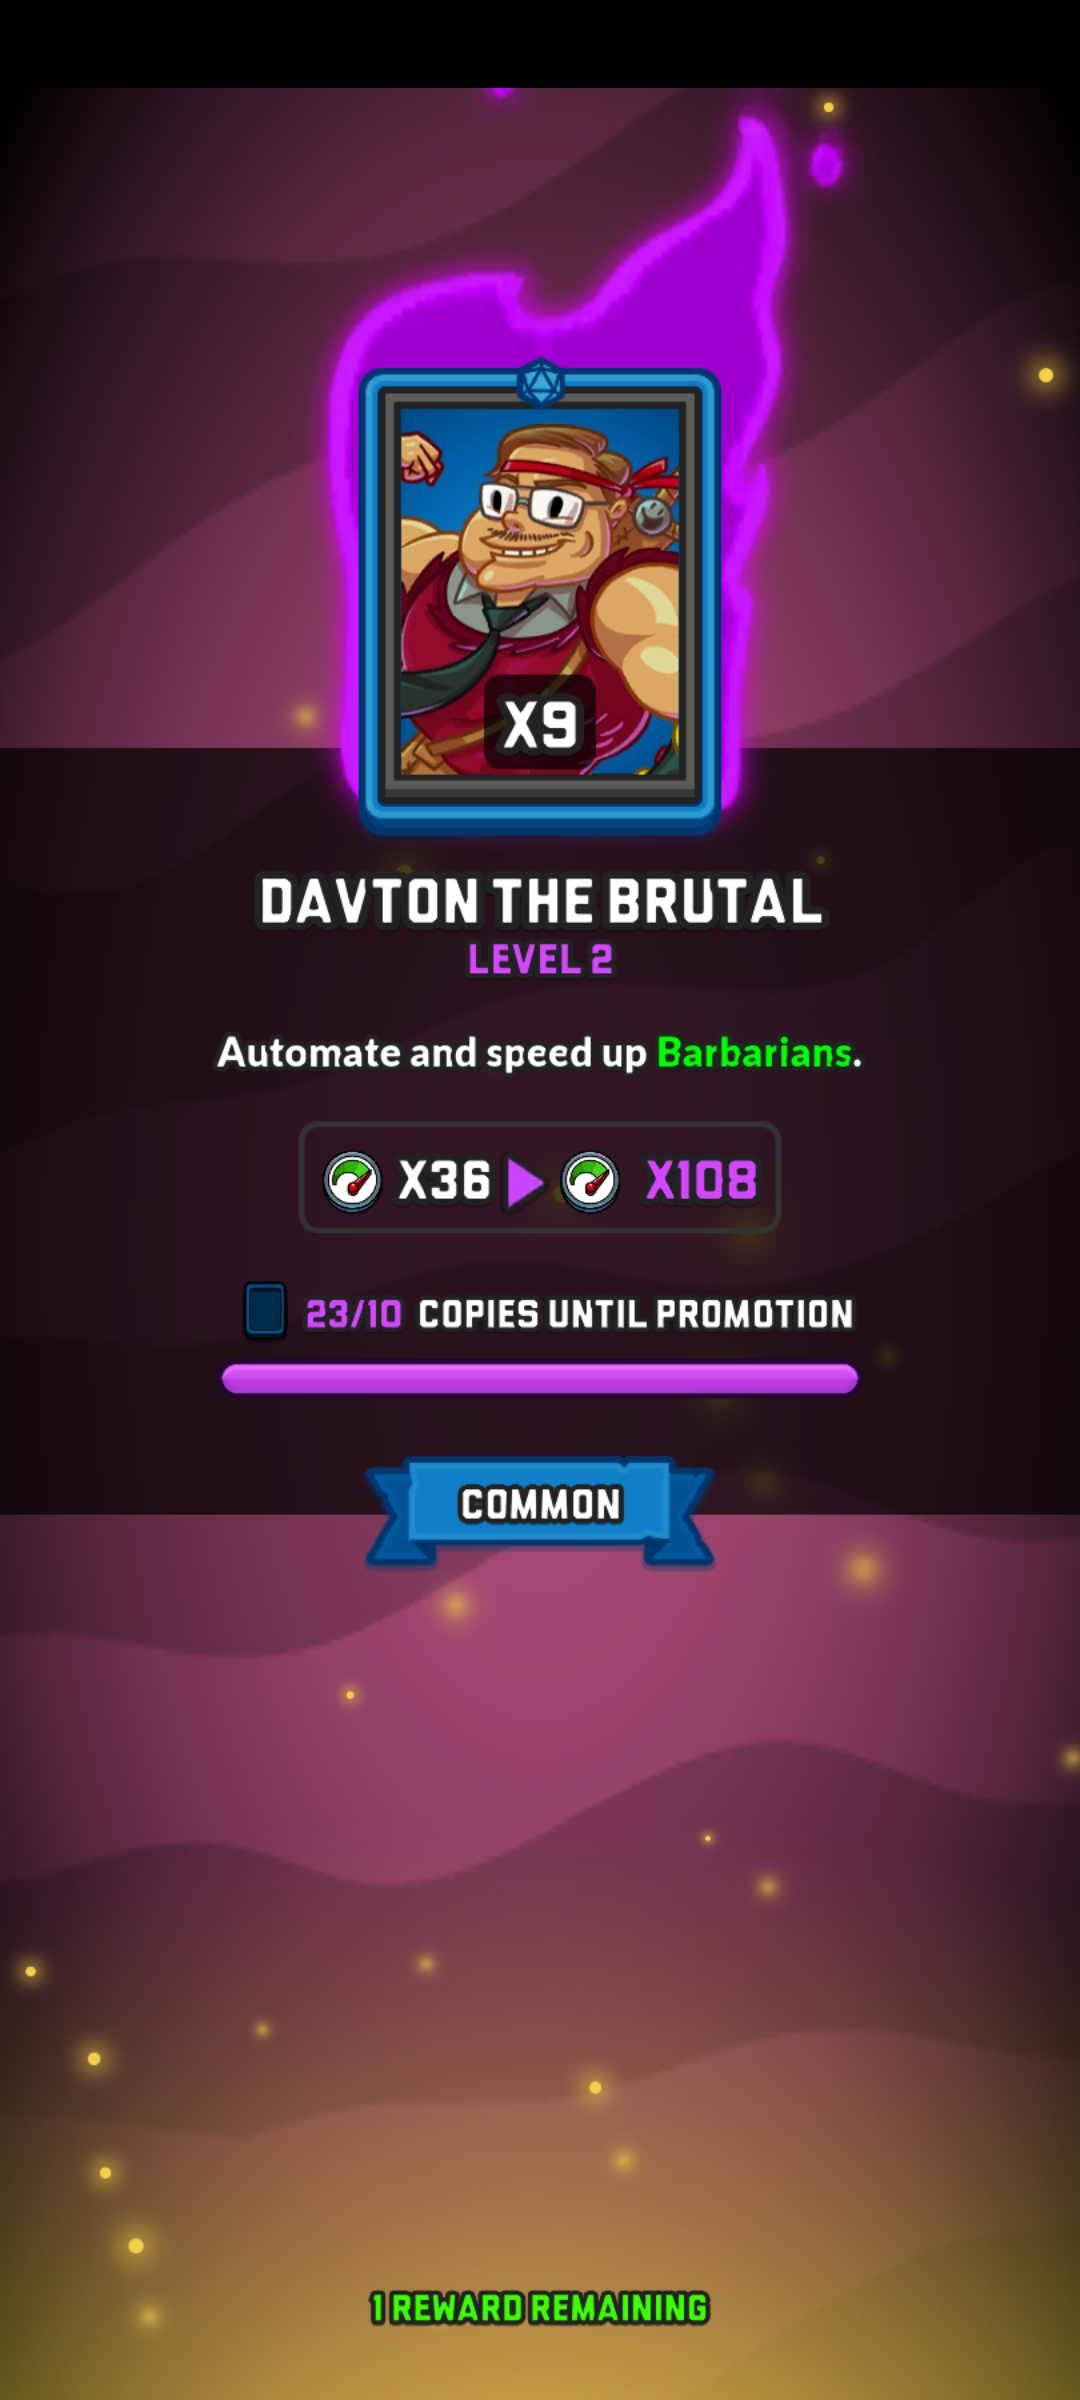 X9
DAVTON THE BRUTAL
LEVEL 2
Automate and speed up Barbarians.
X36 X108
23/10 COPIES UNTIL PROMOTION
COMMON
1 REWARD REMAINING